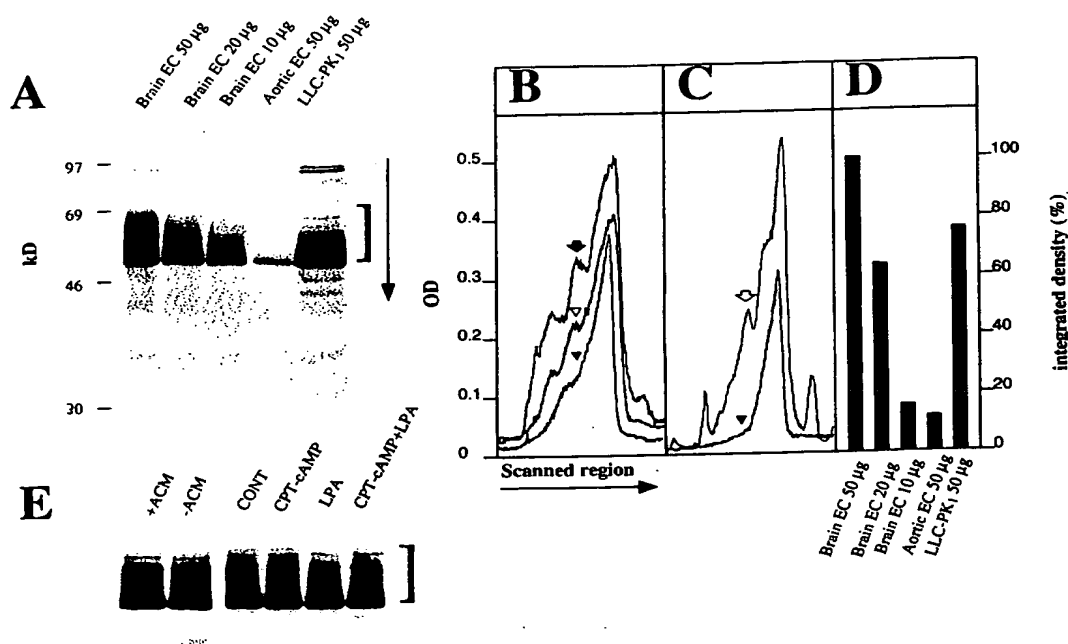 A
Brain EC 50 µg
Brain EC 20 µg
Brain EC 10 µg
Aortic EC 50 µg
LLC-PK1 50 µg
kD
97
69
46
30
B
C
D
OD
0.5
0.4
0.3
0.2
0.1
0
Scanned region
100
80
60
40
20
0
integrated density (%)
Brain EC 50 µg
Brain EC 20 µg
Brain EC 10 µg
Aortic EC 50 µg
LLC-PK1 50 µg
E
+ACM
-ACM
CONT
CPT-cAMP
LPA
CPT-cAMP+LPA